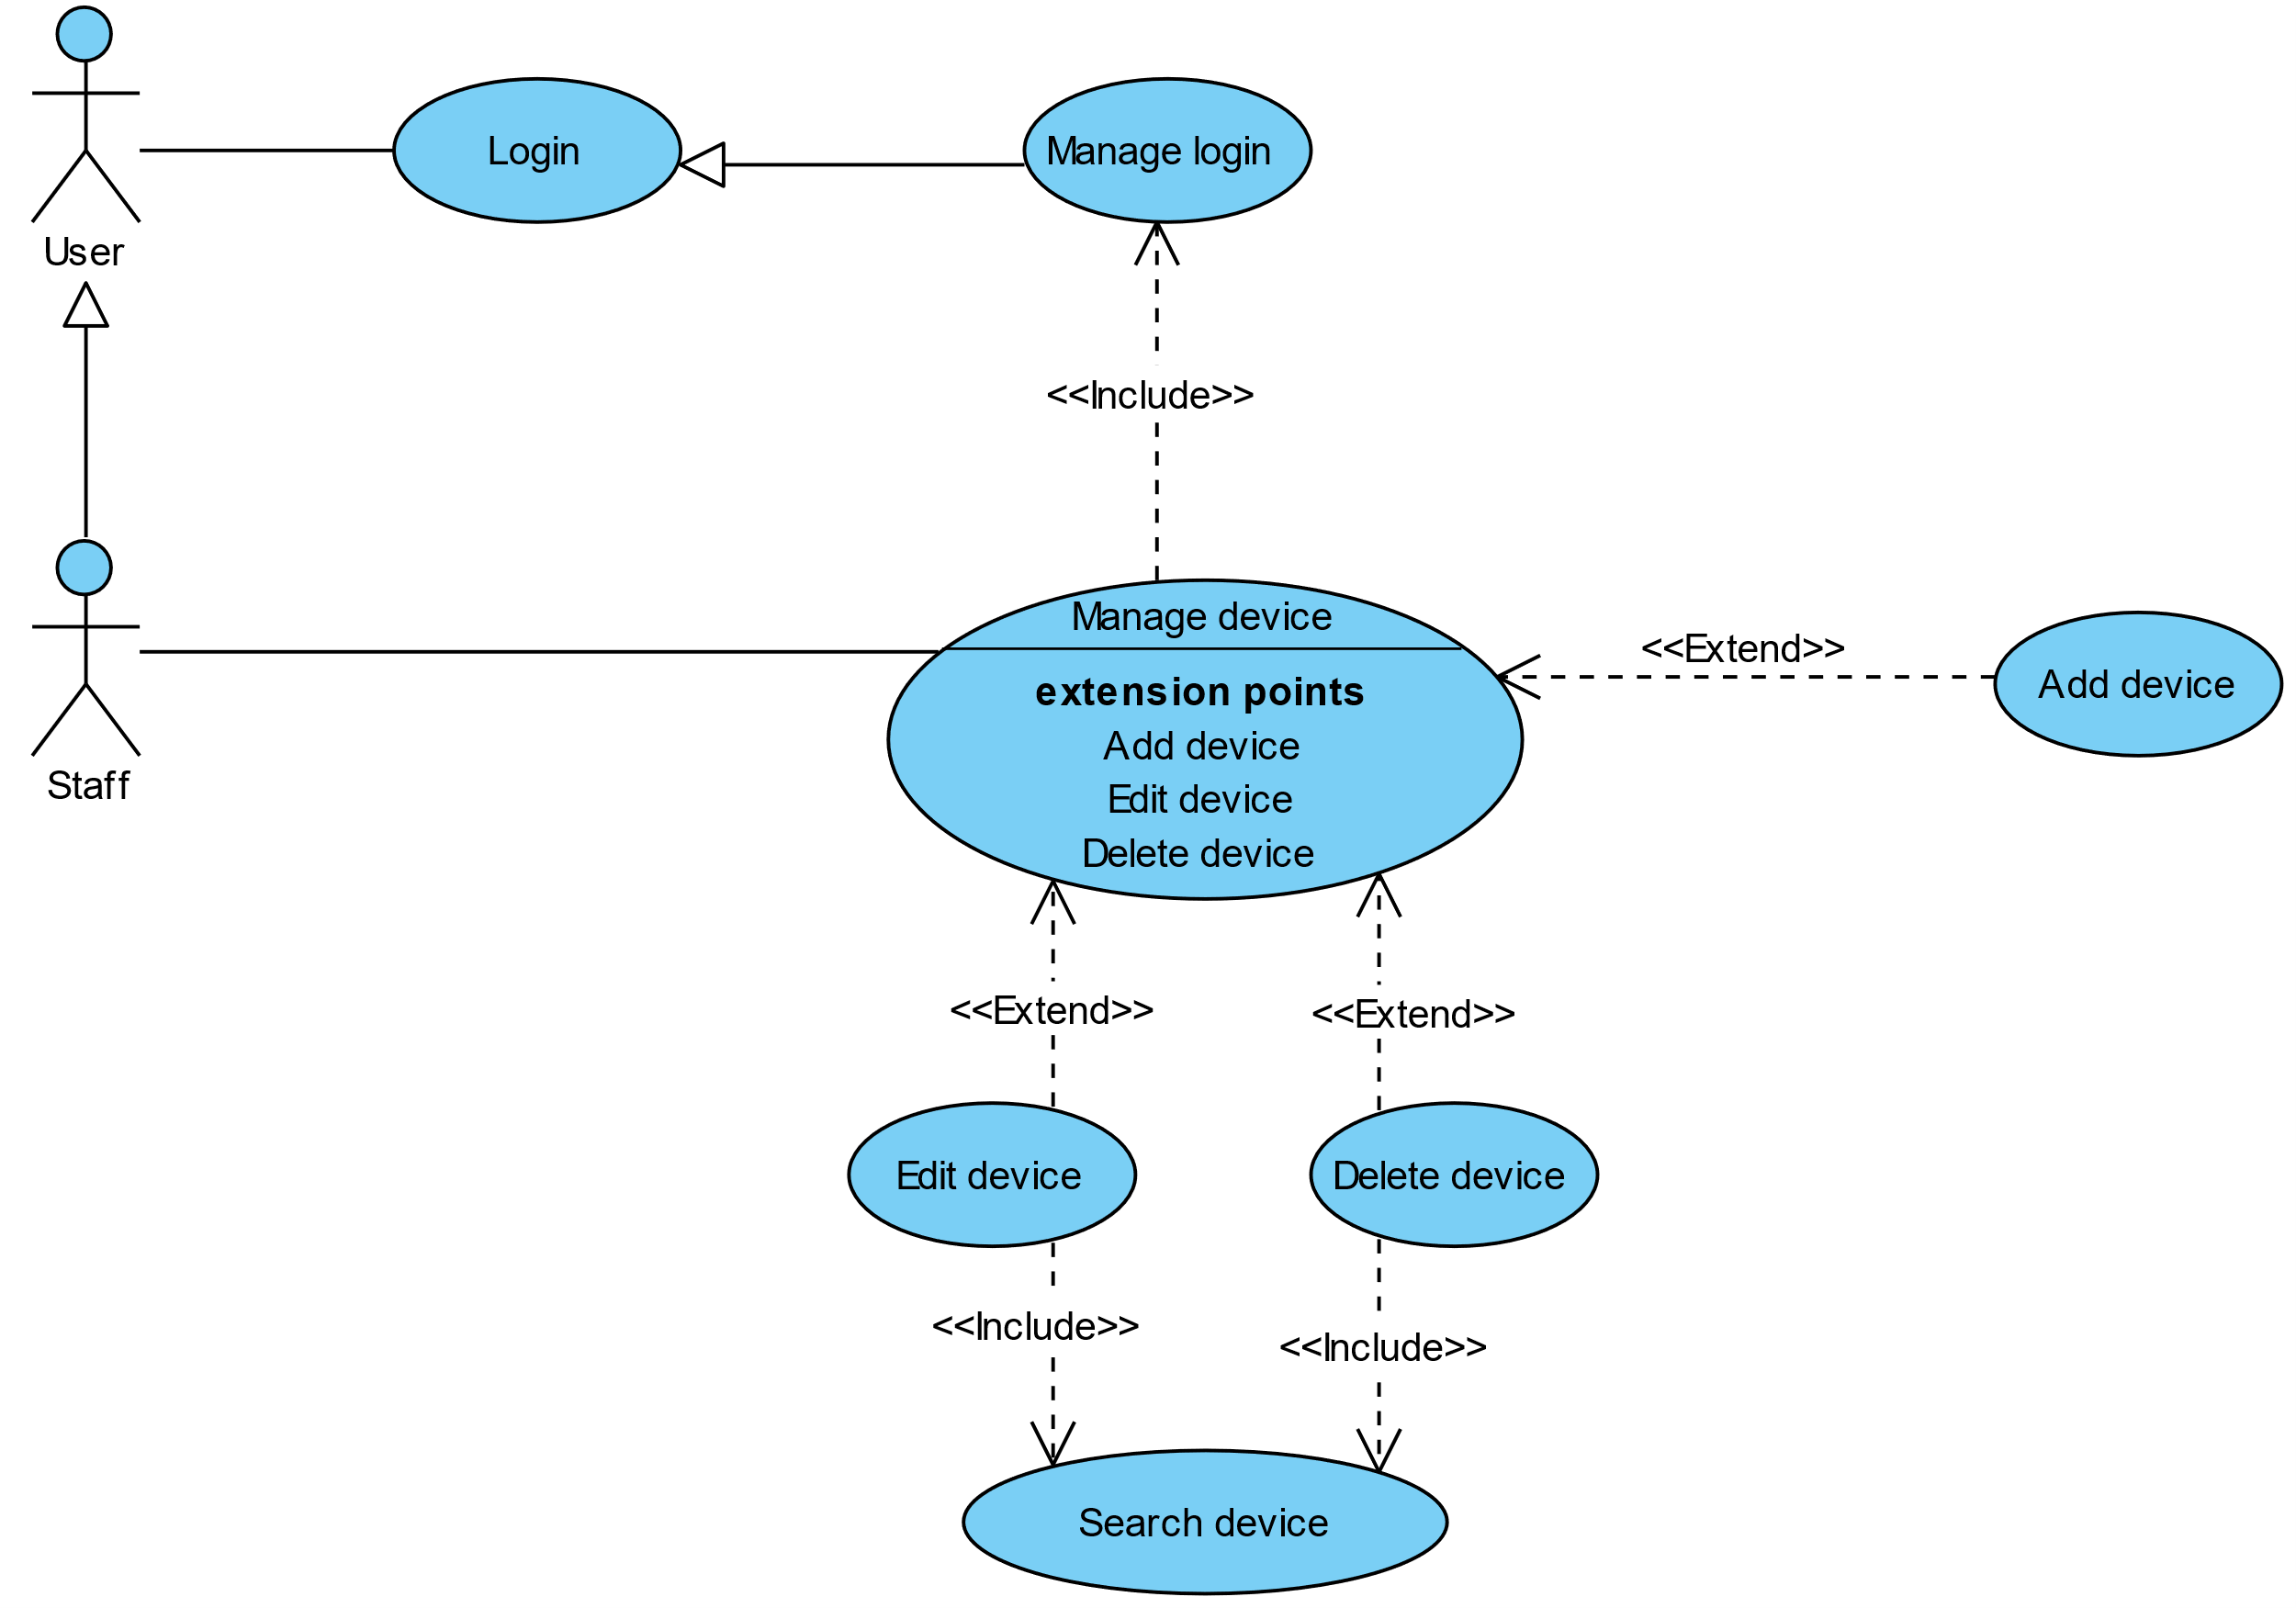 Login
Manage login
User
<<Include>>
Manage device
<<Extend>>
Add device
extension points
Add device
Edit device
Delete device
Staff
<<Extend>>
<<Extend>>
Edit device
Delete device
<<Include>>
<<Include>>
Search device